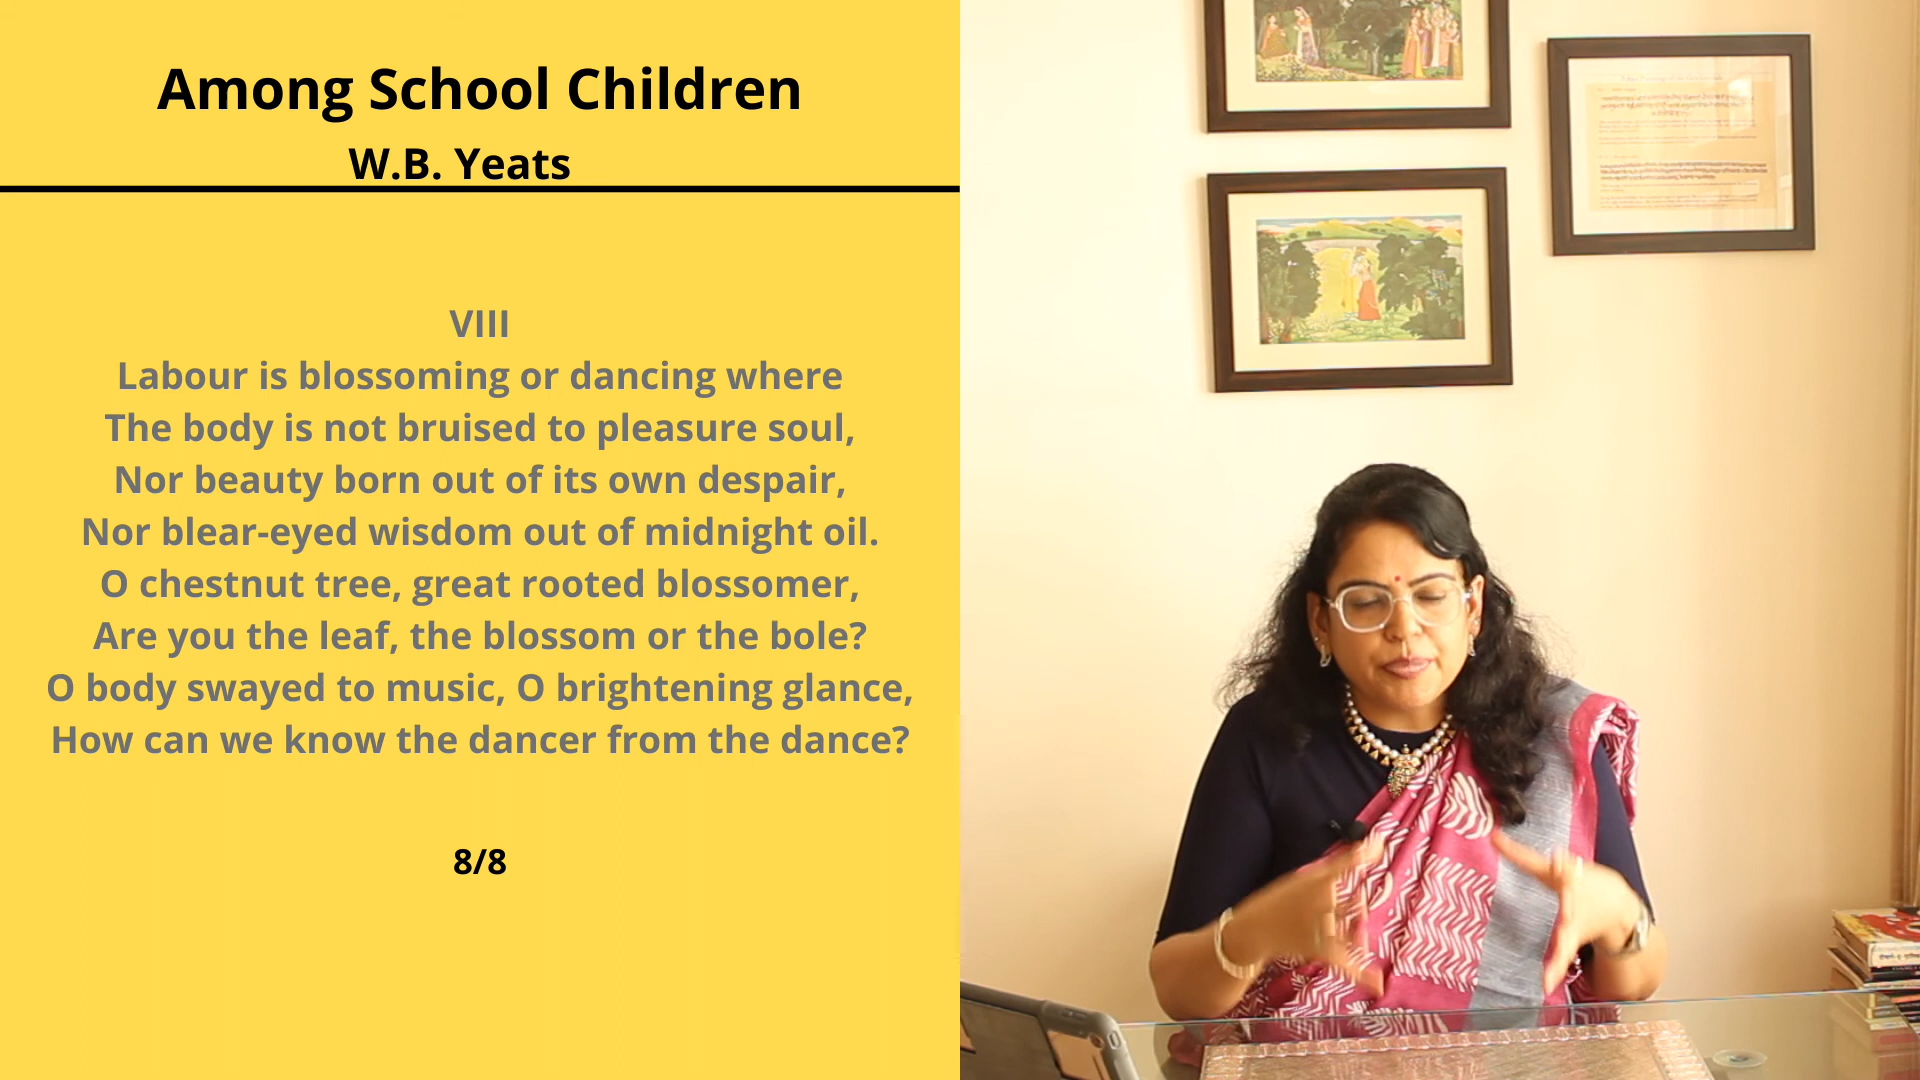 Among School Children
W.B. Yeats
VIII
Labour is blossoming or dancing where
The body is not bruised to pleasure soul,
Nor beauty born out of its own despair,
Nor blear-eyed wisdom out of midnight oil.
O chestnut tree, great rooted blossomer,
Are you the leaf, the blossom or the bole?
O body swayed to music, O brightening glance,
How can we know the dancer from the dance?
8/8